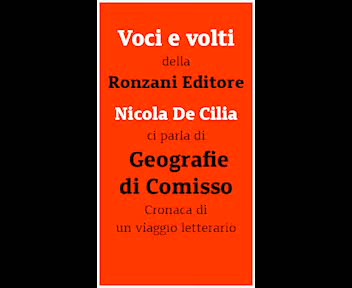 Voci e volti
della
Ronzani Editore
Nicola De Cilia
ci parla di
Geografie
di Comisso
Cronaca di
un viaggio letterario